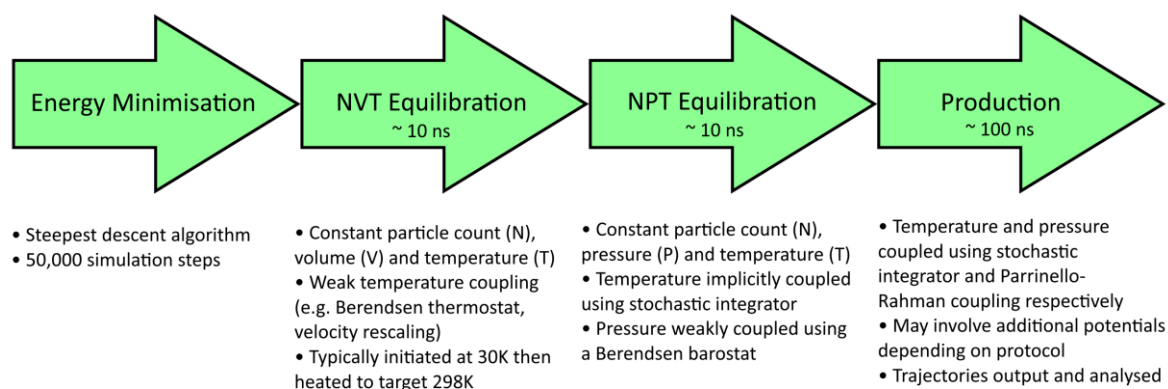 Energy Minimisation
NVT Equilibration
~ 10 ns
NPT Equilibration
~ 10 ns
Production
~ 100 ns
• Steepest descent algorithm
• 50,000 simulation steps
• Constant particle count (N),
volume (V) and temperature (T)
• Weak temperature coupling
(e.g. Berendsen thermostat,
velocity rescaling)
• Typically initiated at 30K then
heated to target 298K
• Constant particle count (N),
pressure (P) and temperature (T)
• Temperature implicitly coupled
using stochastic integrator
• Pressure weakly coupled using
a Berendsen barostat
• Temperature and pressure
coupled using stochastic
integrator and Parrinello-
Rahman coupling respectively
• May involve additional potentials
depending on protocol
• Trajectories output and analysed